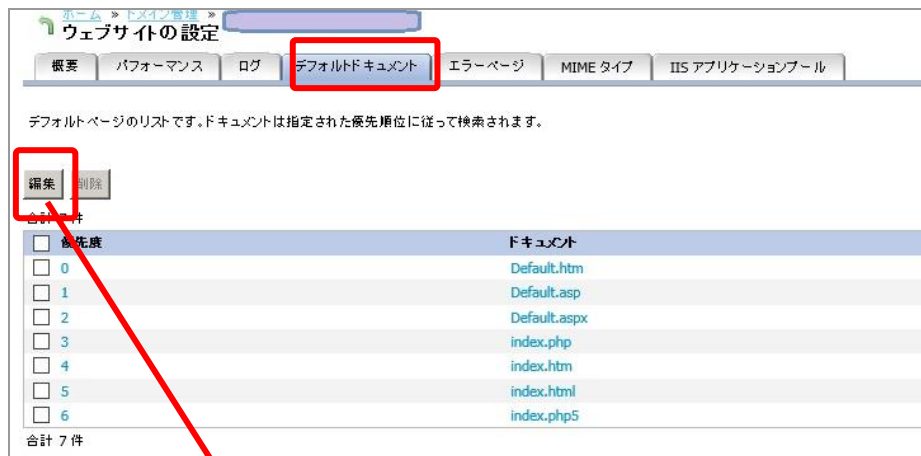 ホーム » ドメイン管理 »
ウェブサイトの設定
概要 パフォーマンス ログ デフォルトドキュメント エラーページ MIME タイプ IIS アプリケーションプール
デフォルトページのリストです。ドキュメントは指定された優先順位に従って検索されます。
編集 削除
合計 7 件
優先度 ドキュメント
0 Default.htm
1 Default.asp
2 Default.aspx
3 index.php
4 index.htm
5 index.html
6 index.php5
合計 7 件